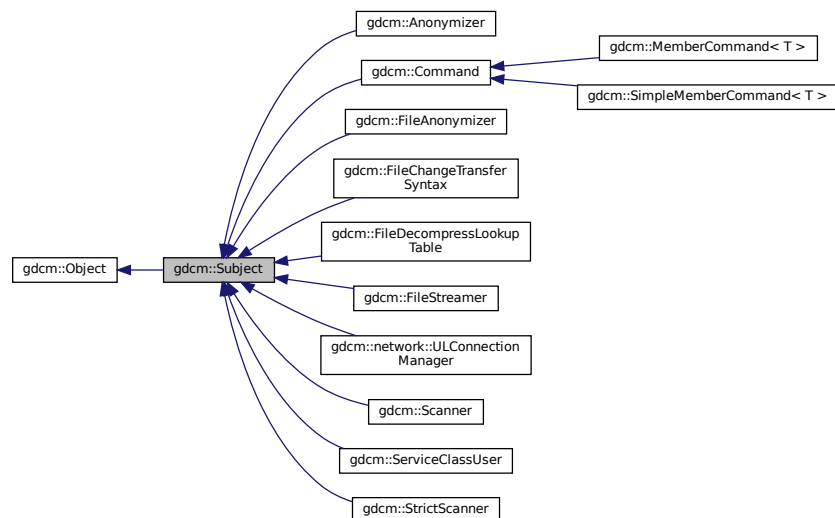 gdcm::Anonymizer
gdcm::MemberCommand< T >
gdcm::Command
gdcm::SimpleMemberCommand< T >
gdcm::FileAnonymizer
gdcm::FileChangeTransfer
Syntax
gdcm::FileDecompressLookup
Table
gdcm::Object
gdcm::Subject
gdcm::FileStreamer
gdcm::network::ULConnection
Manager
gdcm::Scanner
gdcm::ServiceClassUser
gdcm::StrictScanner